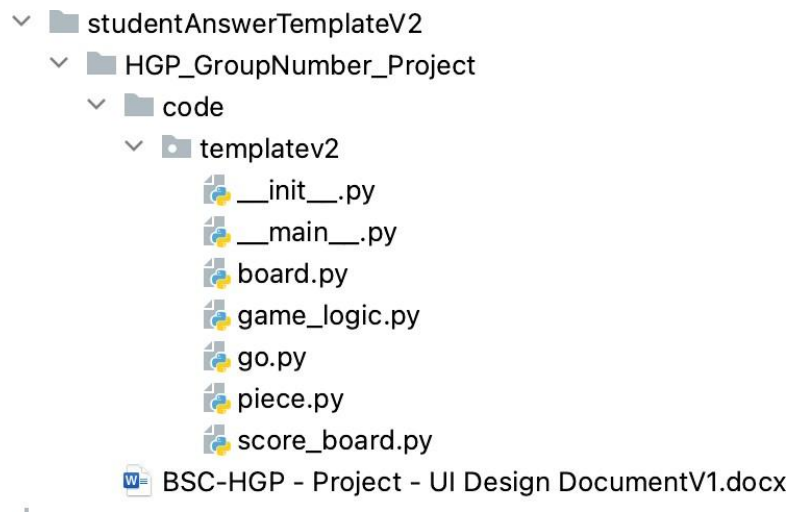 studentAnswerTemplateV2
HGP_GroupNumber_Project
code
templatev2
__init__.py
__main__.py
board.py
game_logic.py
go.py
piece.py
score_board.py
BSC-HGP - Project - UI Design DocumentV1.docx